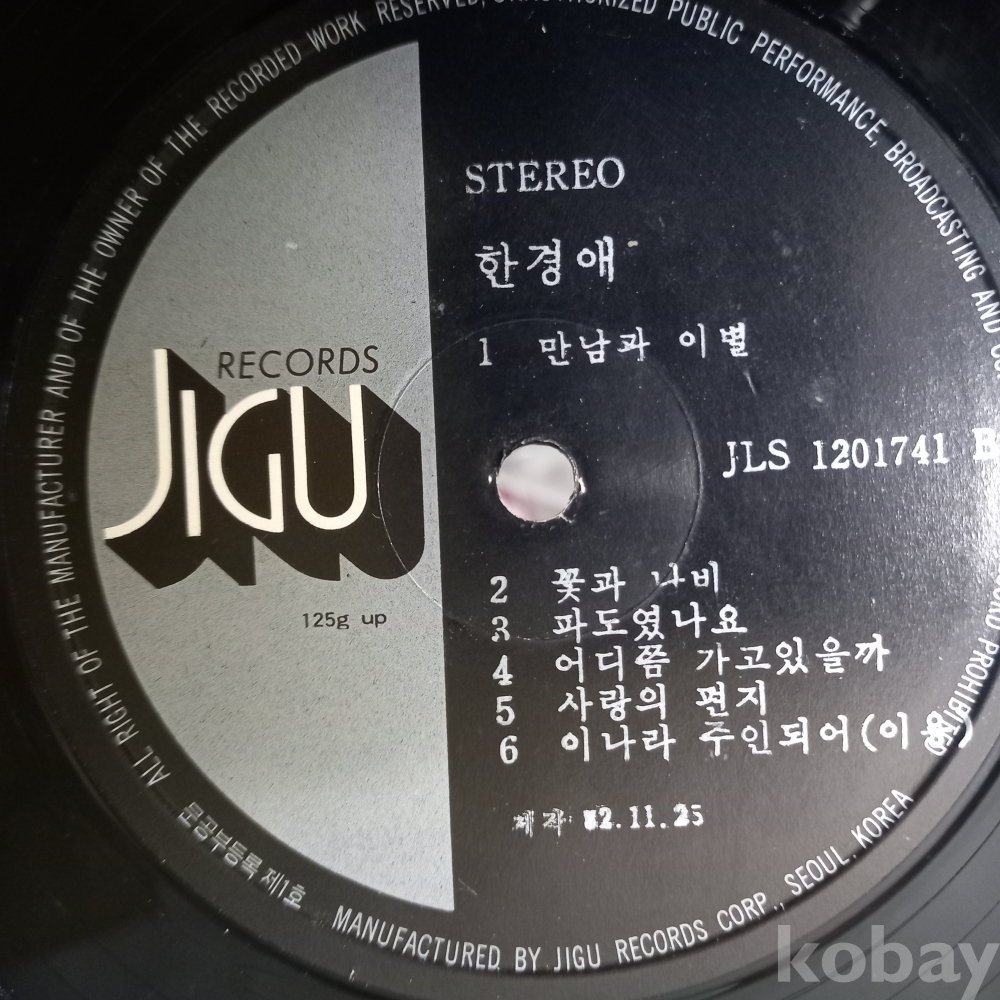 ALL RIGHT OF THE MANUFACTURER AND OF THE OWNER OF THE RECORDED WORK RESERVED, UNAUTHORIZED PUBLIC PERFORMANCE, BROADCASTING AND
PROHIBITED
STEREO
한경애
1 만남과 이별
RECORDS
JIGU
JLS 1201741 B
125g up
2 꽃과 나비
3 파도였나요
4 어디쯤 가고있을까
5 사랑의 편지
6 이나라 주인되어(이용)
제작 82.11.25
문공부등록 제1호
MANUFACTURED BY JIGU RECORDS CORP., SEOUL, KOREA
kobay